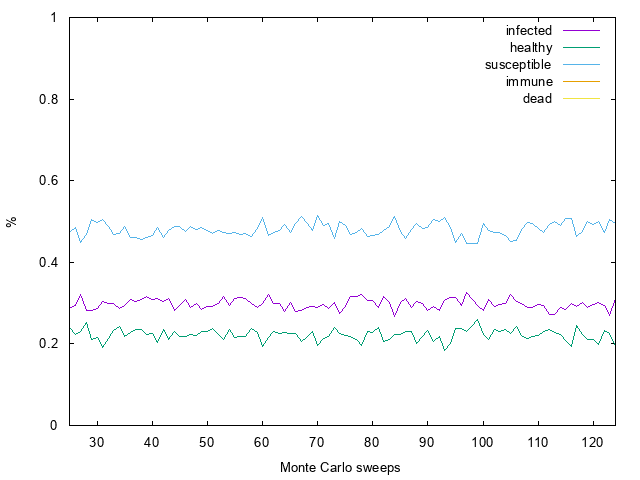 1
0.8
0.6
0.4
0.2
0
%
infected
healthy
susceptible
immune
dead
30 40 50 60 70 80 90 100 110 120
Monte Carlo sweeps